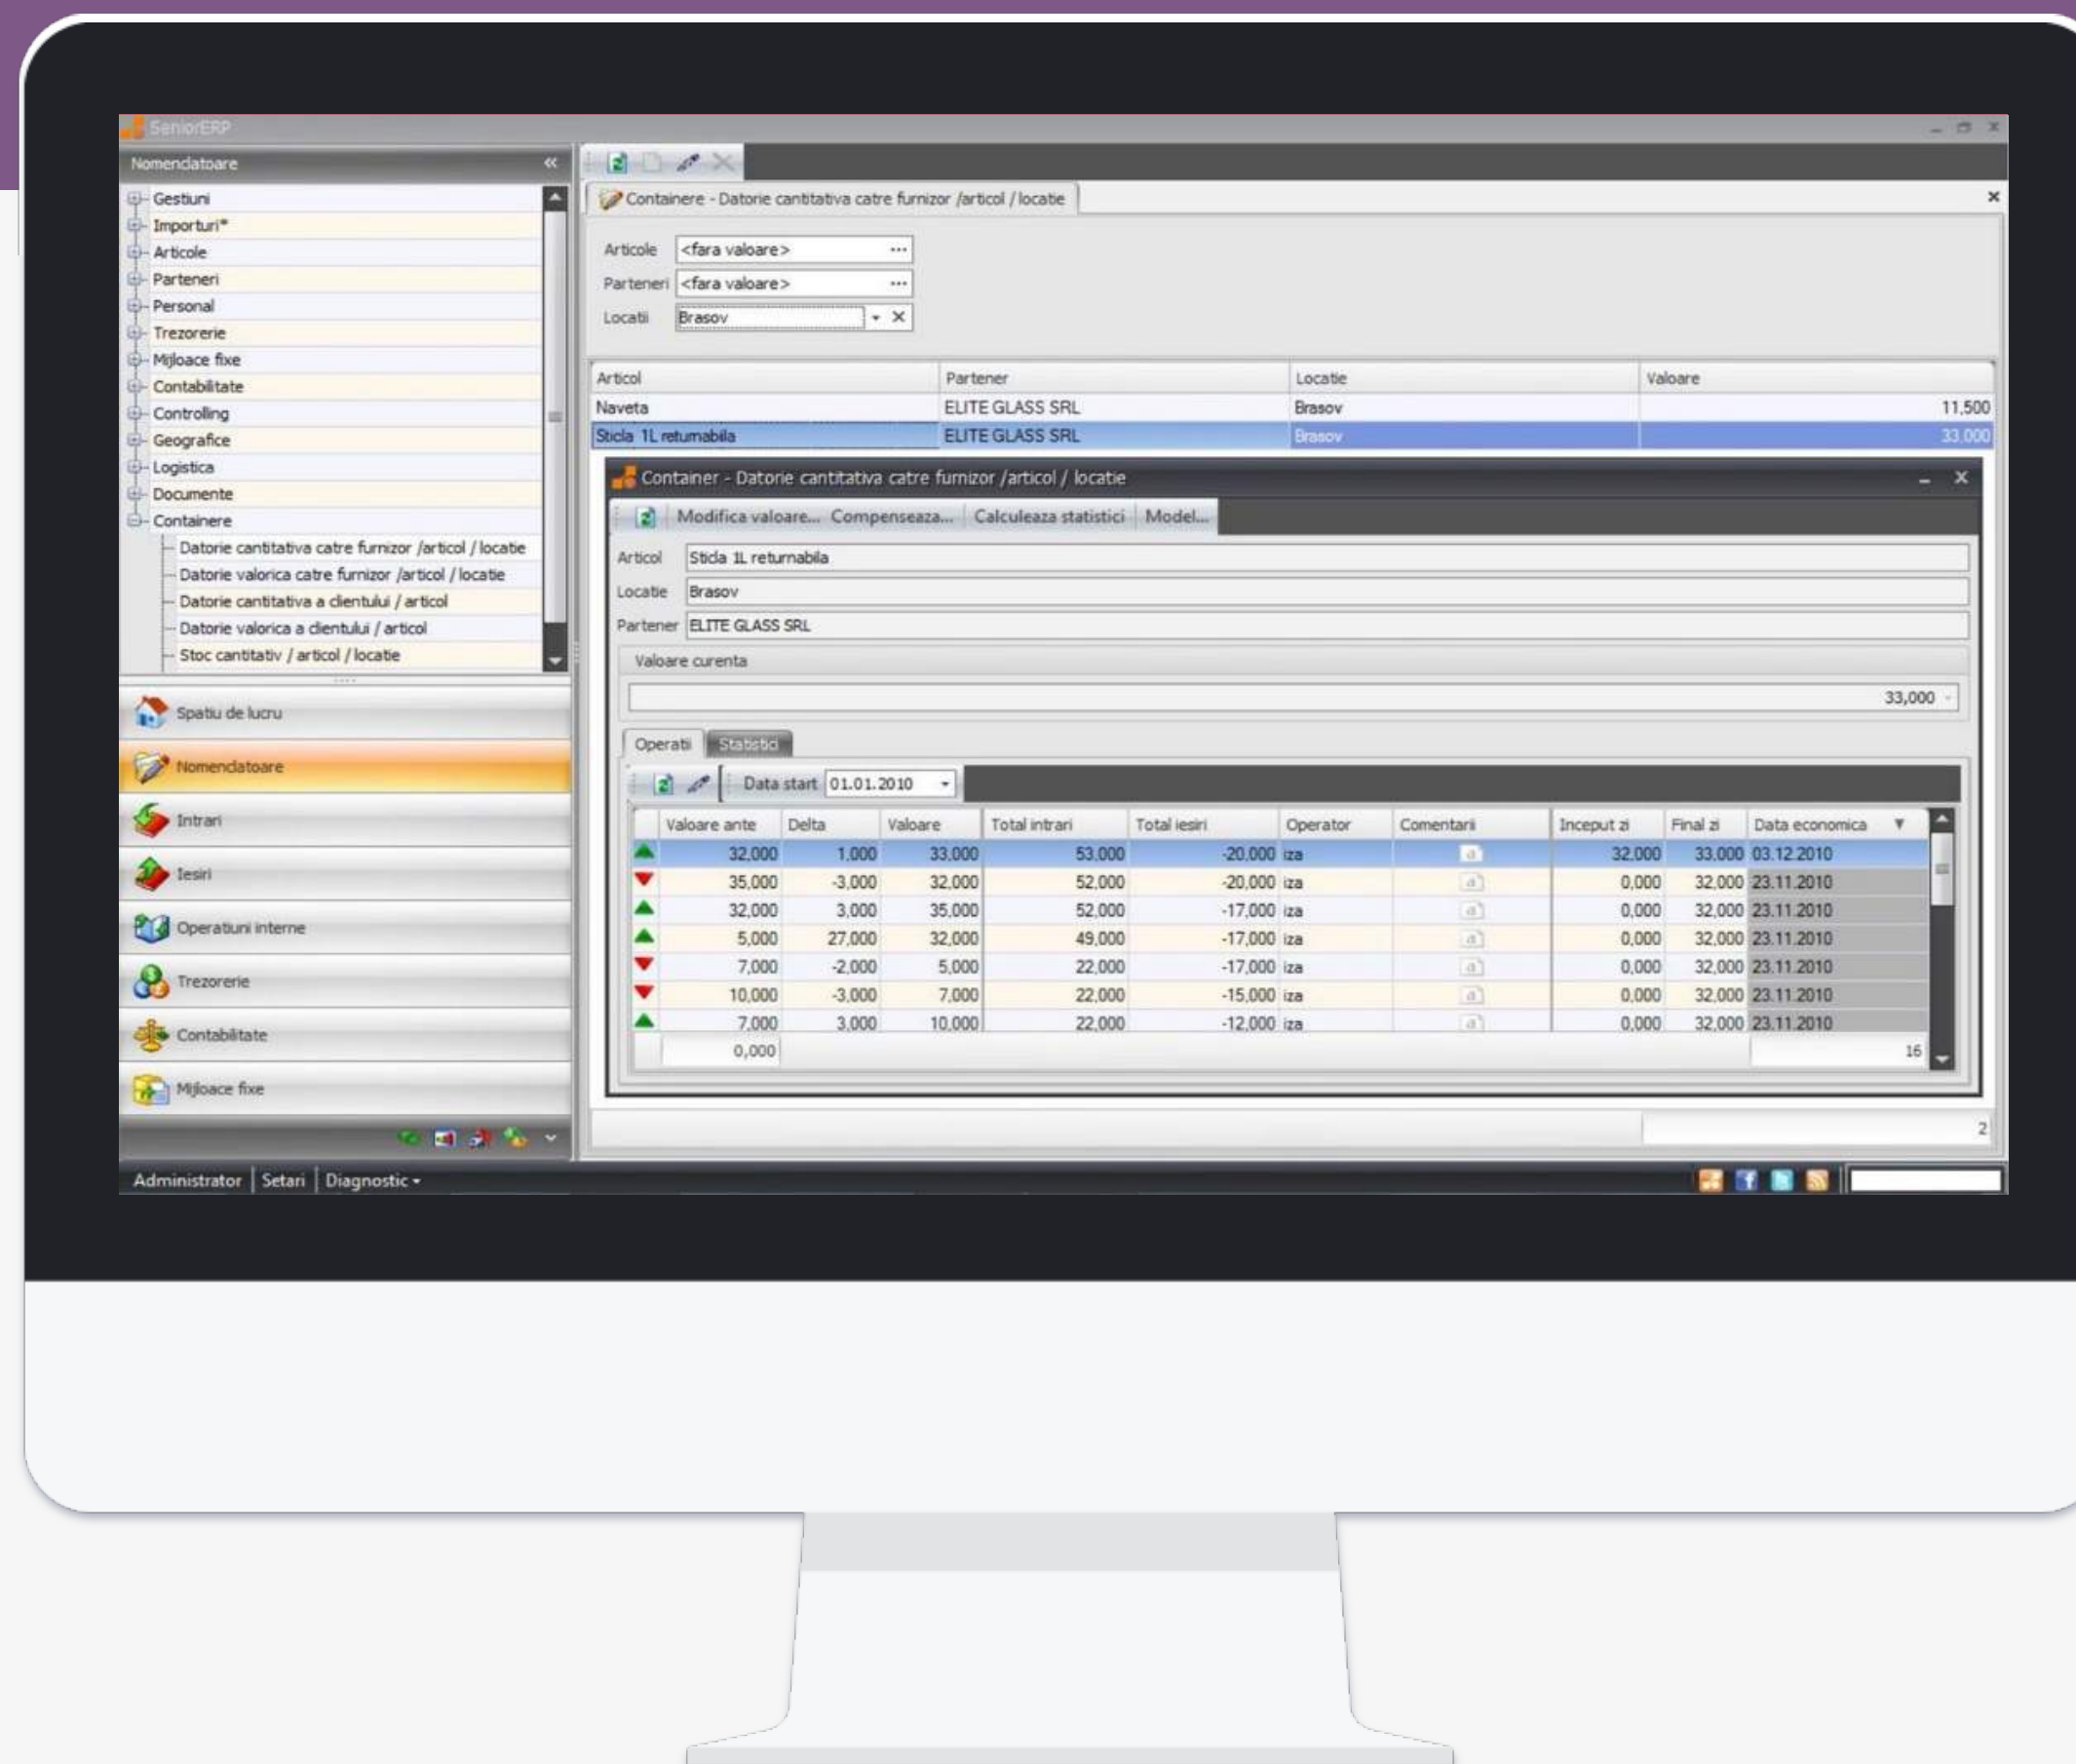 SeniorERP
Nomenclatoare
Gestiuni
Importuri*
Articole
Parteneri
Personal
Trezorerie
Mijloace fixe
Contabilitate
Controlling
Geografice
Logistica
Documente
Containere
Datorie cantitativa catre furnizor /articol / locatie
Datorie valorica catre furnizor /articol / locatie
Datorie cantitativa a clientului / articol
Datorie valorica a clientului / articol
Stoc cantitativ / articol / locatie
Spatiu de lucru
Nomenclatoare
Intrari
Iesiri
Operatiuni interne
Trezorerie
Contabilitate
Mijloace fixe
Containere - Datorie cantitativa catre furnizor /articol / locatie
Articole <fara valoare>
Parteneri <fara valoare>
Locatii Brasov
Articol Partener Locatie Valoare
Naveta ELITE GLASS SRL Brasov 11,500
Sticla 1L returnabila ELITE GLASS SRL Brasov 33,000
Container - Datorie cantitativa catre furnizor /articol / locatie
Modifica valoare... Compenseaza... Calculeaza statistici Model...
Articol Sticla 1L returnabila
Locatie Brasov
Partener ELITE GLASS SRL
Valoare curenta
33,000
Operatii Statistici
Data start 01.01.2010
Valoare ante Delta Valoare Total intrari Total iesiri Operator Comentarii Inceput zi Final zi Data economica
32,000 1,000 33,000 53,000 -20,000 iza 32,000 33,000 03.12.2010
35,000 -3,000 32,000 52,000 -20,000 iza 0,000 32,000 23.11.2010
32,000 3,000 35,000 52,000 -17,000 iza 0,000 32,000 23.11.2010
5,000 27,000 32,000 49,000 -17,000 iza 0,000 32,000 23.11.2010
7,000 -2,000 5,000 22,000 -17,000 iza 0,000 32,000 23.11.2010
10,000 -3,000 7,000 22,000 -15,000 iza 0,000 32,000 23.11.2010
7,000 3,000 10,000 22,000 -12,000 iza 0,000 32,000 23.11.2010
0,000 16
2
Administrator Setari Diagnostic